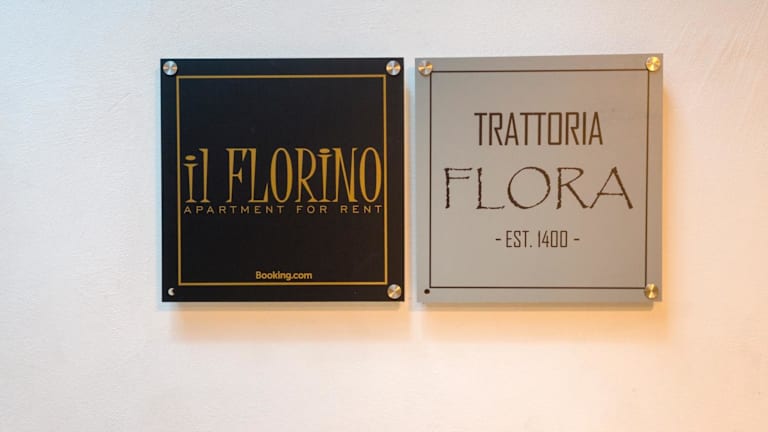 il FLORiNO
APARTMENT FOR RENT
Booking.com
TRATTORIA
FLORA
- EST. 1400 -